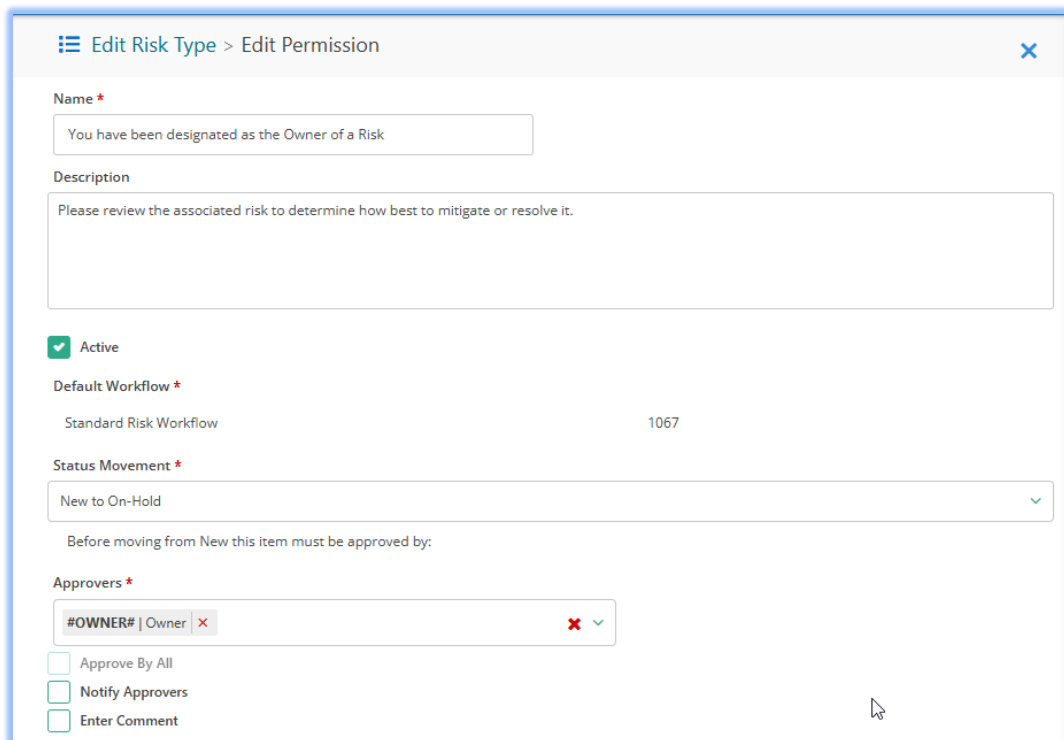 Edit Risk Type > Edit Permission
Name *
You have been designated as the Owner of a Risk
Description
Please review the associated risk to determine how best to mitigate or resolve it.
Active
Default Workflow *
Standard Risk Workflow 1067
Status Movement *
New to On-Hold
Before moving from New this item must be approved by:
Approvers *
#OWNER# | Owner
Approve By All
Notify Approvers
Enter Comment